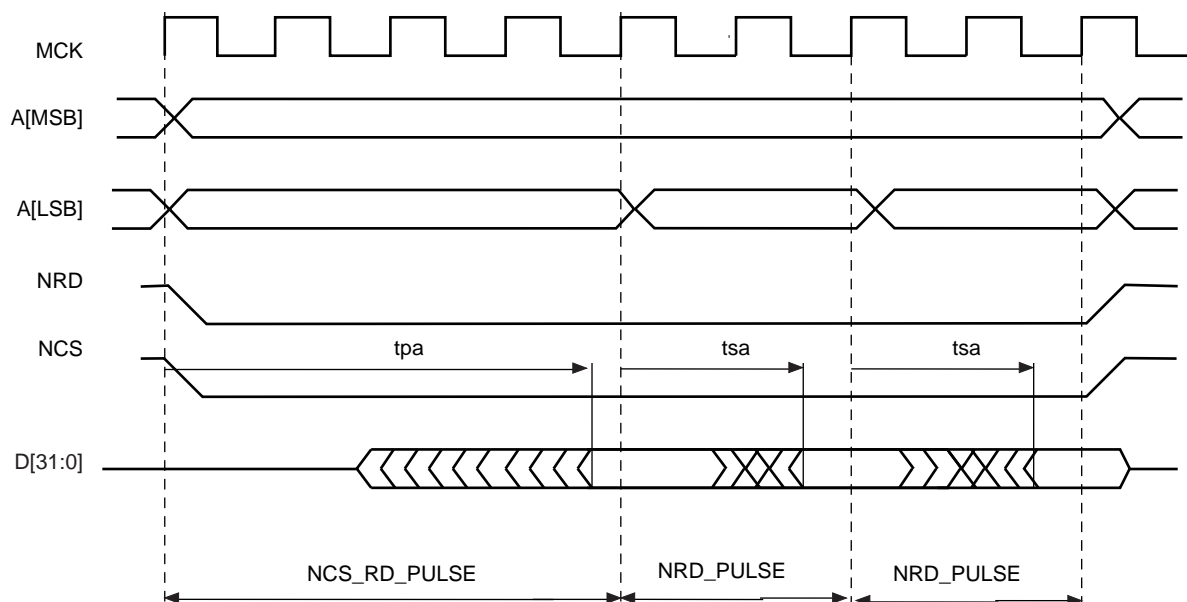 MCK
A[MSB]
A[LSB]
NRD
NCS
tpa
tsa
tsa
D[31:0]
NCS_RD_PULSE
NRD_PULSE
NRD_PULSE